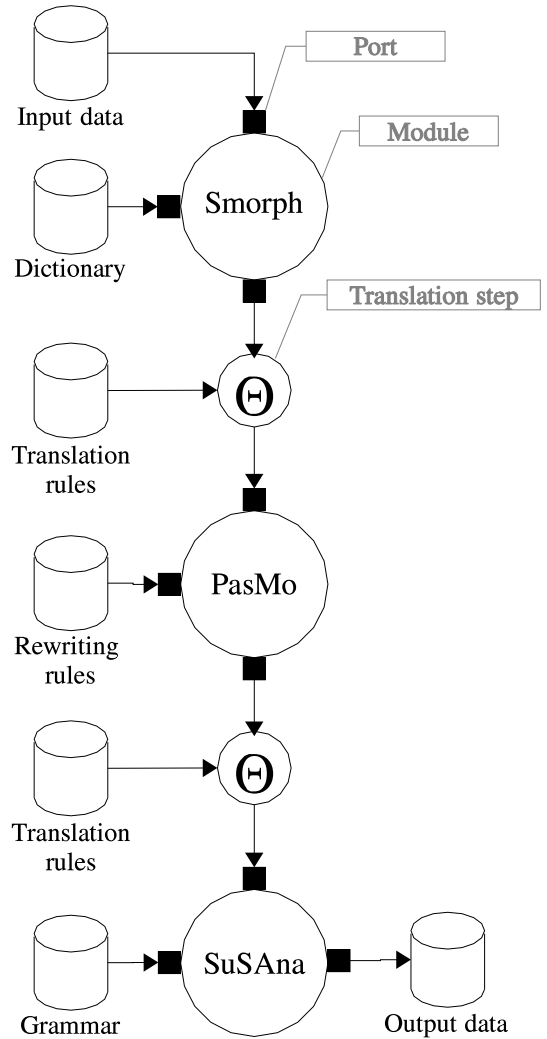 Port
Input data
Module
Smorph
Dictionary
Translation step
Θ
Translation
rules
PasMo
Rewriting
rules
Θ
Translation
rules
SuSAna
Grammar
Output data